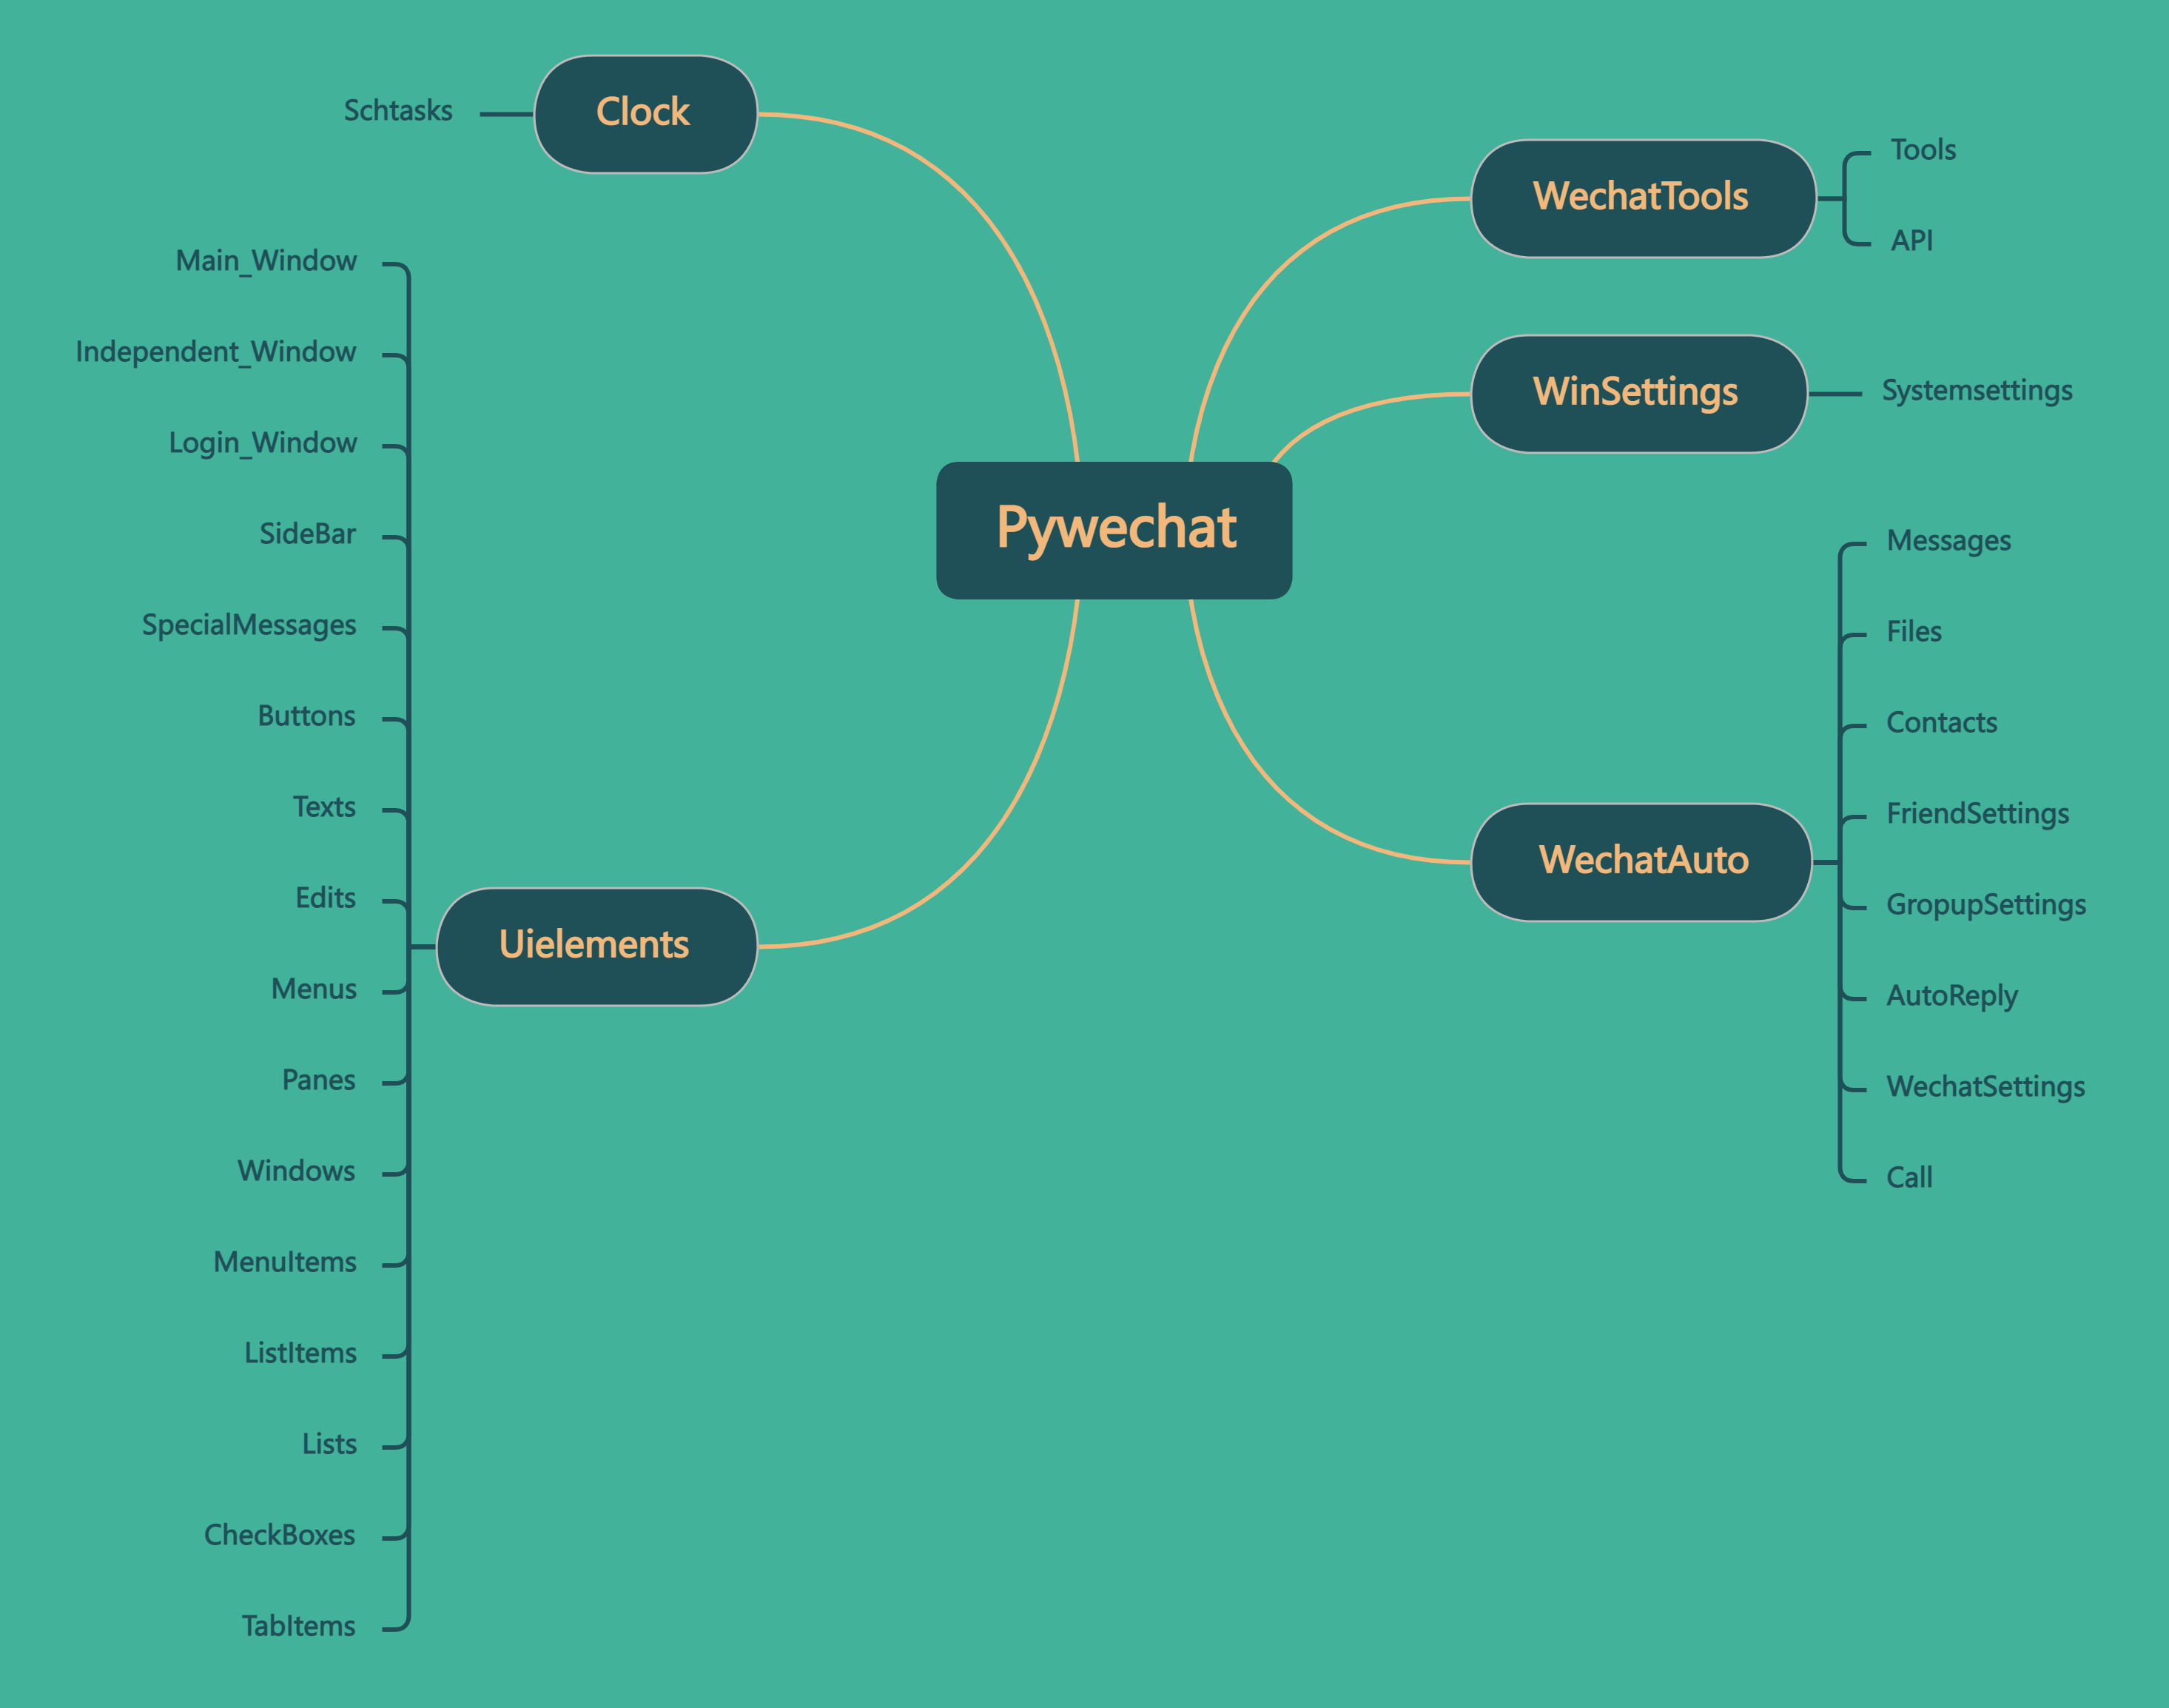 Pywechat
WechatTools
Tools
API
WinSettings
Systemsettings
WechatAuto
Messages
Files
Contacts
FriendSettings
GropupSettings
AutoReply
WechatSettings
Call
Clock
Schtasks
Uielements
Main_Window
Independent_Window
Login_Window
SideBar
SpecialMessages
Buttons
Texts
Edits
Menus
Panes
Windows
MenuItems
ListItems
Lists
CheckBoxes
TabItems